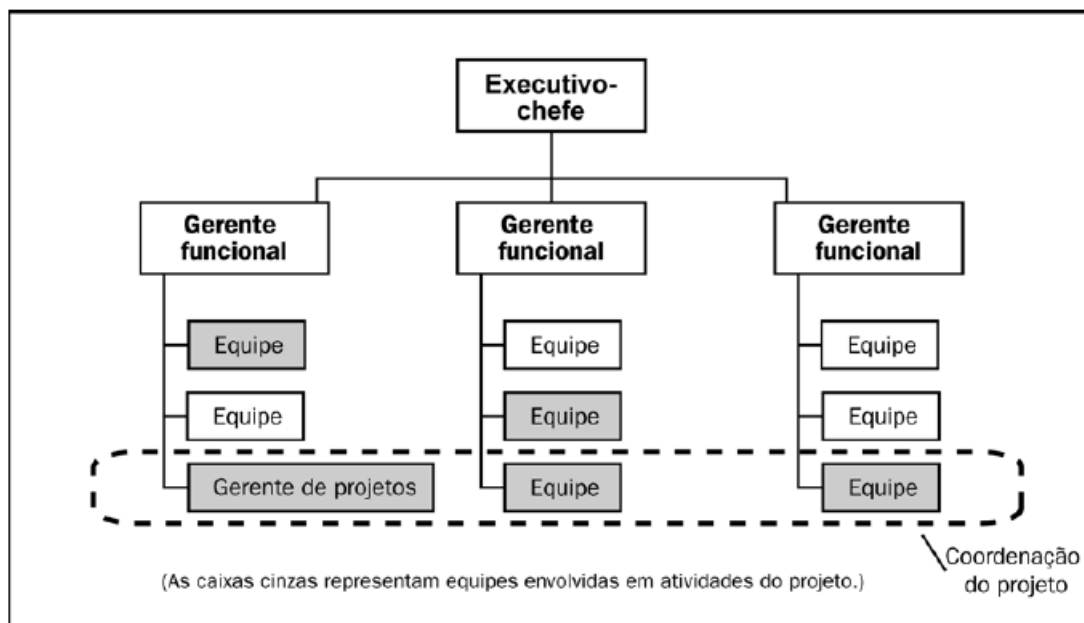 Executivo-
chefe
Gerente
funcional
Gerente
funcional
Gerente
funcional
Equipe
Equipe
Equipe
Equipe
Equipe
Equipe
Gerente de projetos
Equipe
Equipe
Coordenação
do projeto
(As caixas cinzas representam equipes envolvidas em atividades do projeto.)